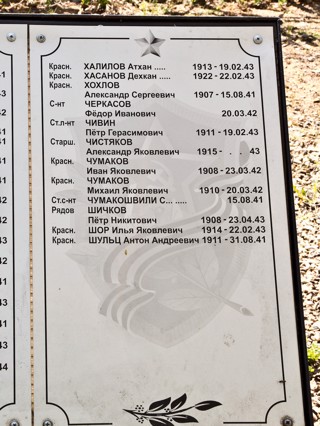 Красн. ХАЛИЛОВ Атхан ..... 1913 - 19.02.43
Красн. ХАСАНОВ Дехкан ..... 1922 - 22.02.43
Красн. ХОХЛОВ
Александр Сергеевич 1907 - 15.08.41
С-нт ЧЕРКАСОВ
Фёдор Иванович 20.03.42
Ст.л-нт ЧИВИН
Пётр Герасимович 1911 - 19.02.43
Старш. ЧИСТЯКОВ
Александр Яковлевич 1915 - . . 43
Красн. ЧУМАКОВ
Иван Яковлевич 1908 - 23.03.42
Красн. ЧУМАКОВ
Михаил Яковлевич 1910 - 20.03.42
Ст.с-нт ЧУМАКОШВИЛИ С... ..... 15.08.41
Рядов ШИЧКОВ
Пётр Никитович 1908 - 23.04.43
Красн. ШОР Илья Яковлевич 1914 - 22.02.43
Красн. ШУЛЬЦ Антон Андреевич 1911 - 31.08.41